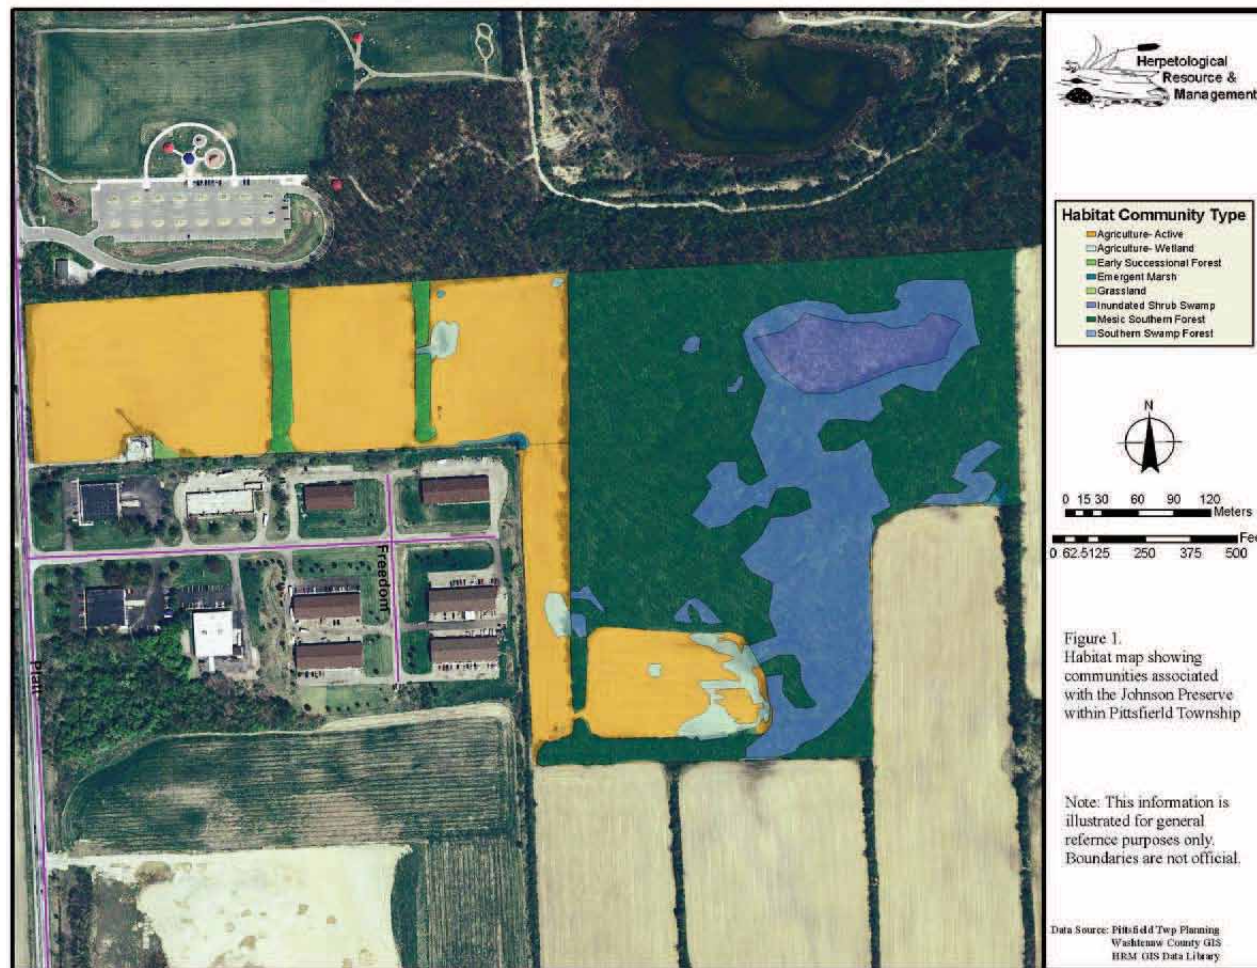 Herpetological
Resource &
Management
Habitat Community Type
Agriculture- Active
Agriculture- Wetland
Early Successional Forest
Emergent Marsh
Grassland
Inundated Shrub Swamp
Mesic Southern Forest
Southern Swamp Forest
N
0 15 30 60 90 120
Meters
Fee
0 62.5125 250 375 500
Freedom
Platt
Figure 1.
Habitat map showing
communities associated
with the Johnson Preserve
within Pittsfierld Township
Note: This information is
illustrated for general
refernce purposes only.
Boundaries are not official.
Data Source: Pittsfield Twp Planning
Washtenaw County GIS
HRM GIS Data Library